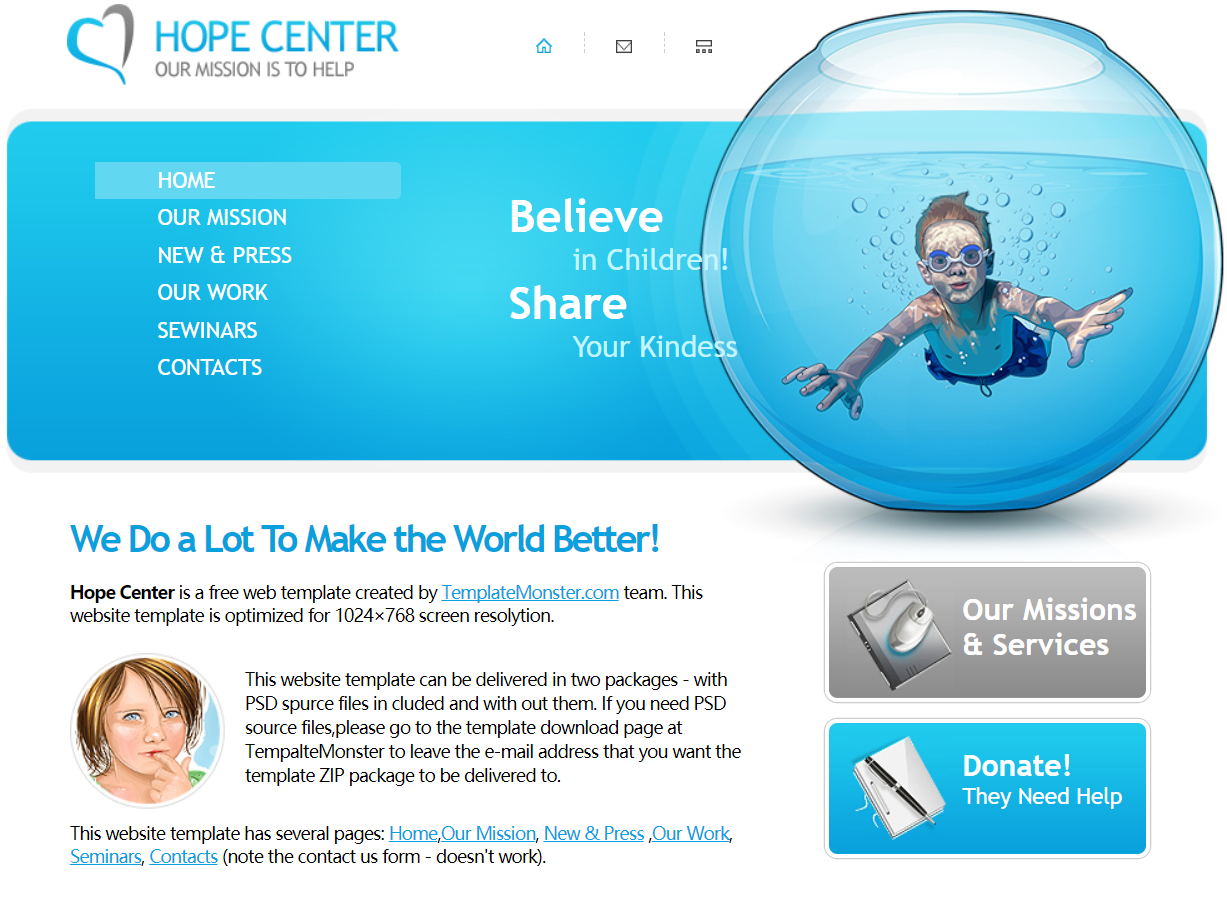 HOPE CENTER
OUR MISSION IS TO HELP
HOME
OUR MISSION
NEW & PRESS
OUR WORK
SEWINARS
CONTACTS
Believe
in Children!
Share
Your Kindess
We Do a Lot To Make the World Better!
Hope Center is a free web template created by TemplateMonster.com team. This
website template is optimized for 1024×768 screen resolytion.
This website template can be delivered in two packages - with
PSD spurce files in cluded and with out them. If you need PSD
source files,please go to the template download page at
TempalteMonster to leave the e-mail address that you want the
template ZIP package to be delivered to.
This website template has several pages: Home,Our Mission, New & Press ,Our Work,
Seminars, Contacts (note the contact us form - doesn't work).
Our Missions
& Services
Donate!
They Need Help